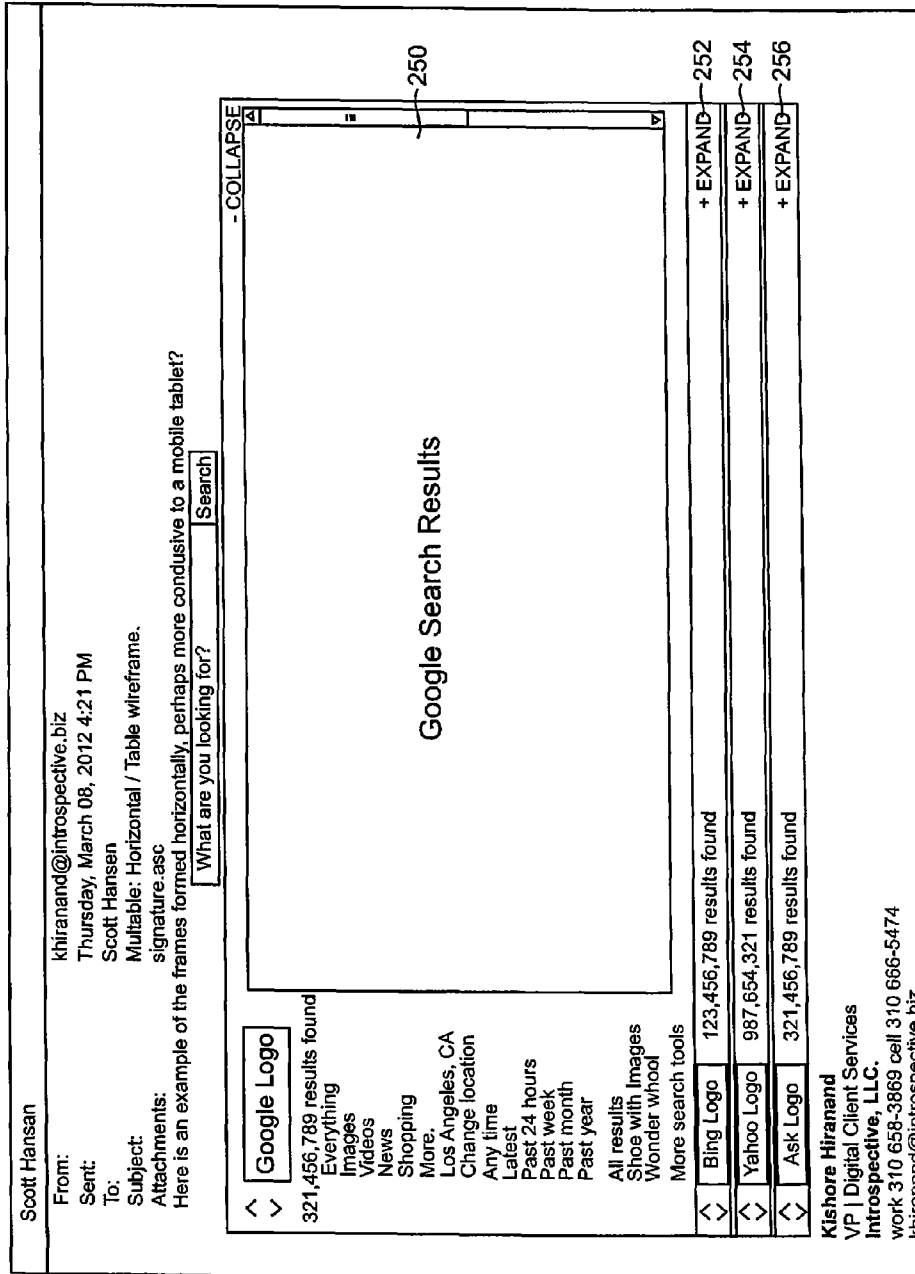 Scott Hansan
From: khiranand@introspective.biz
Sent: Thursday, March 08, 2012 4:21 PM
To: Scott Hansen
Subject: Multable: Horizontal / Table wireframe.
Attachments: signature.asc
Here is an example of the frames formed horizontally, perhaps more condusive to a mobile tablet?
What are you looking for? Search
- COLLAPSE
Google Logo
321,456,789 results found
Everything
Images
Videos
News
Shopping
More.
Los Angeles, CA
Change location
Any time
Latest
Past 24 hours
Past week
Past month
Past year
All results
Shoe with Images
Wonder whool
More search tools
Google Search Results
250
Bing Logo 123,456,789 results found + EXPAND 252
Yahoo Logo 987,654,321 results found + EXPAND 254
Ask Logo 321,456,789 results found + EXPAND 256
Kishore Hiranand
VP | Digital Client Services
Introspective, LLC.
work 310 658-3869 cell 310 666-5474
khiranand@introspective.biz